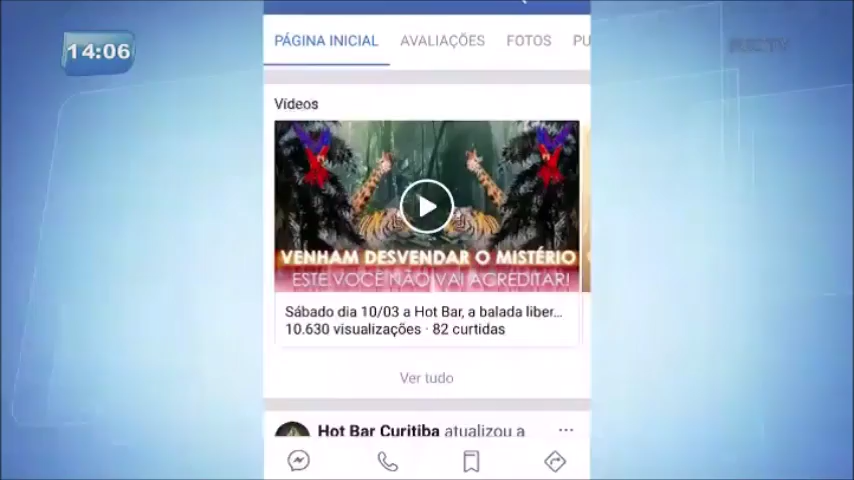 14:06
PÁGINA INICIAL AVALIAÇÕES FOTOS PU
Vídeos
VENHAM DESVENDAR O MISTÉRIO
ESTE VOCÊ NÃO VAI ACREDITAR!
Sábado dia 10/03 a Hot Bar, a balada liber...
10.630 visualizações · 82 curtidas
Ver tudo
Hot Bar Curitiba atualizou a